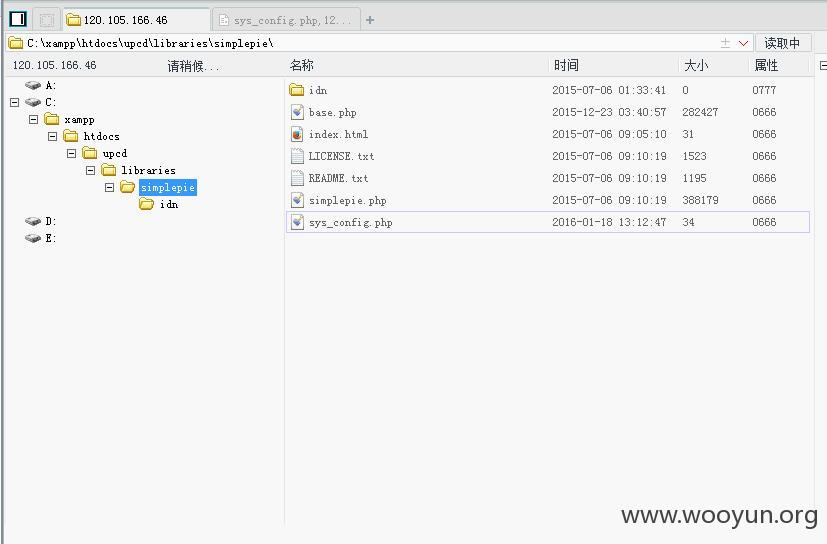 120.105.166.46
sys_config.php, 12...
C:\xampp\htdocs\upcd\libraries\simplepie\
读取中
120.105.166.46 请稍候...
名称 时间 大小 属性
A:
C:
xampp
htdocs
upcd
libraries
simplepie
idn
D:
E:
idn 2015-07-06 01:33:41 0 0777
base.php 2015-12-23 03:40:57 282427 0666
index.html 2015-07-06 09:05:10 31 0666
LICENSE.txt 2015-07-06 09:10:19 1523 0666
README.txt 2015-07-06 09:10:19 1195 0666
simplepie.php 2015-07-06 09:10:19 388179 0666
sys_config.php 2016-01-18 13:12:47 34 0666
www.wooyun.org